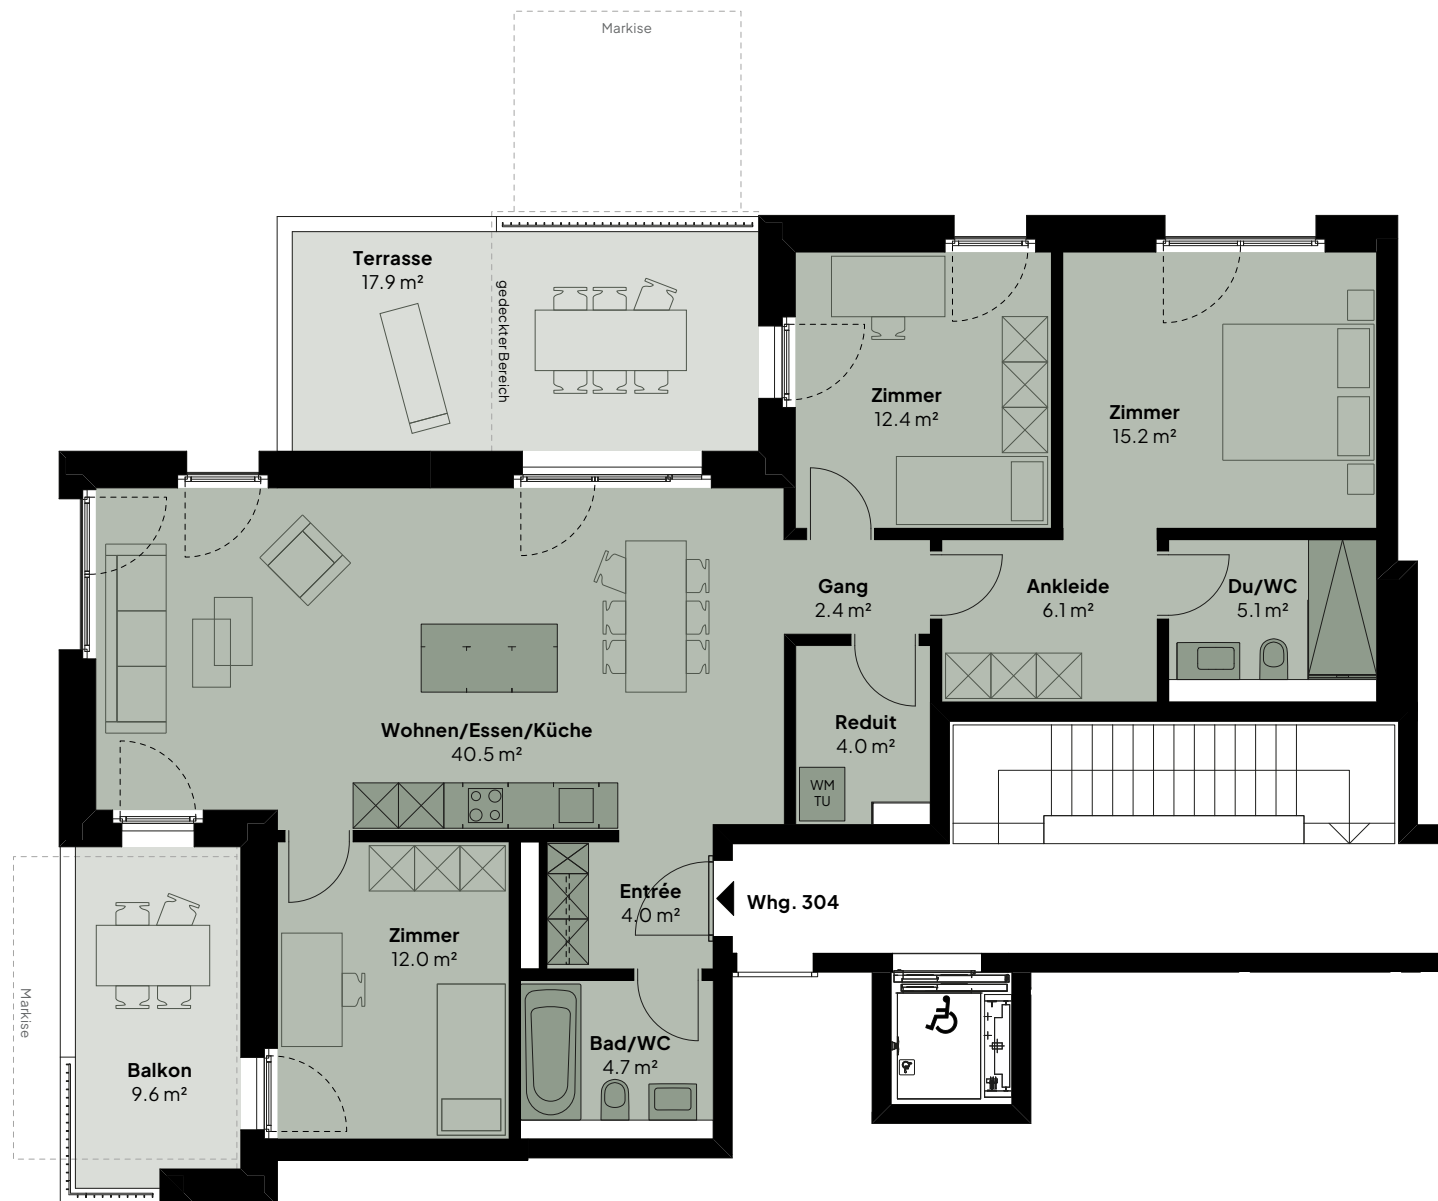 Markise
Terrasse
17.9 m²
gedeckter Bereich
Zimmer
12.4 m²
Zimmer
15.2 m²
Gang
2.4 m²
Ankleide
6.1 m²
Du/WC
5.1 m²
Wohnen/Essen/Küche
40.5 m²
Reduit
4.0 m²
WM
TU
Entrée
4.0 m²
Whg. 304
Zimmer
12.0 m²
Markise
Balkon
9.6 m²
Bad/WC
4.7 m²